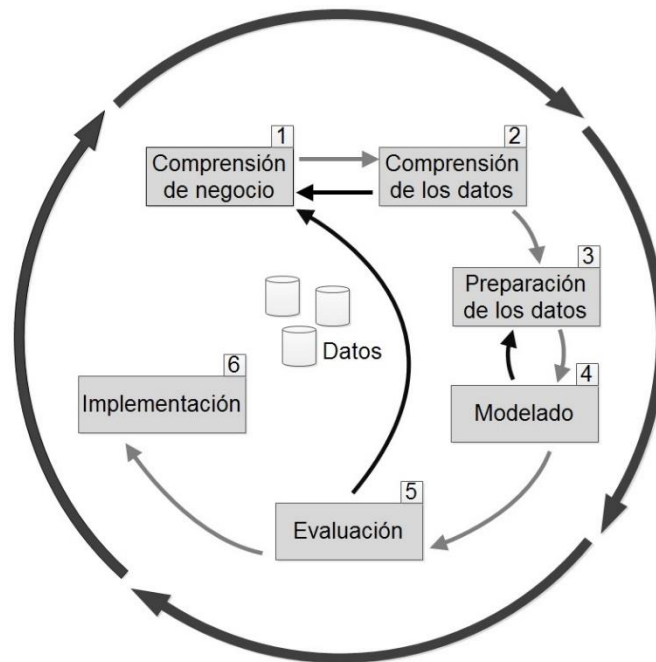 1
Comprensión
de negocio
2
Comprensión
de los datos
3
Preparación
de los datos
Datos
4
Modelado
5
Evaluación
6
Implementación